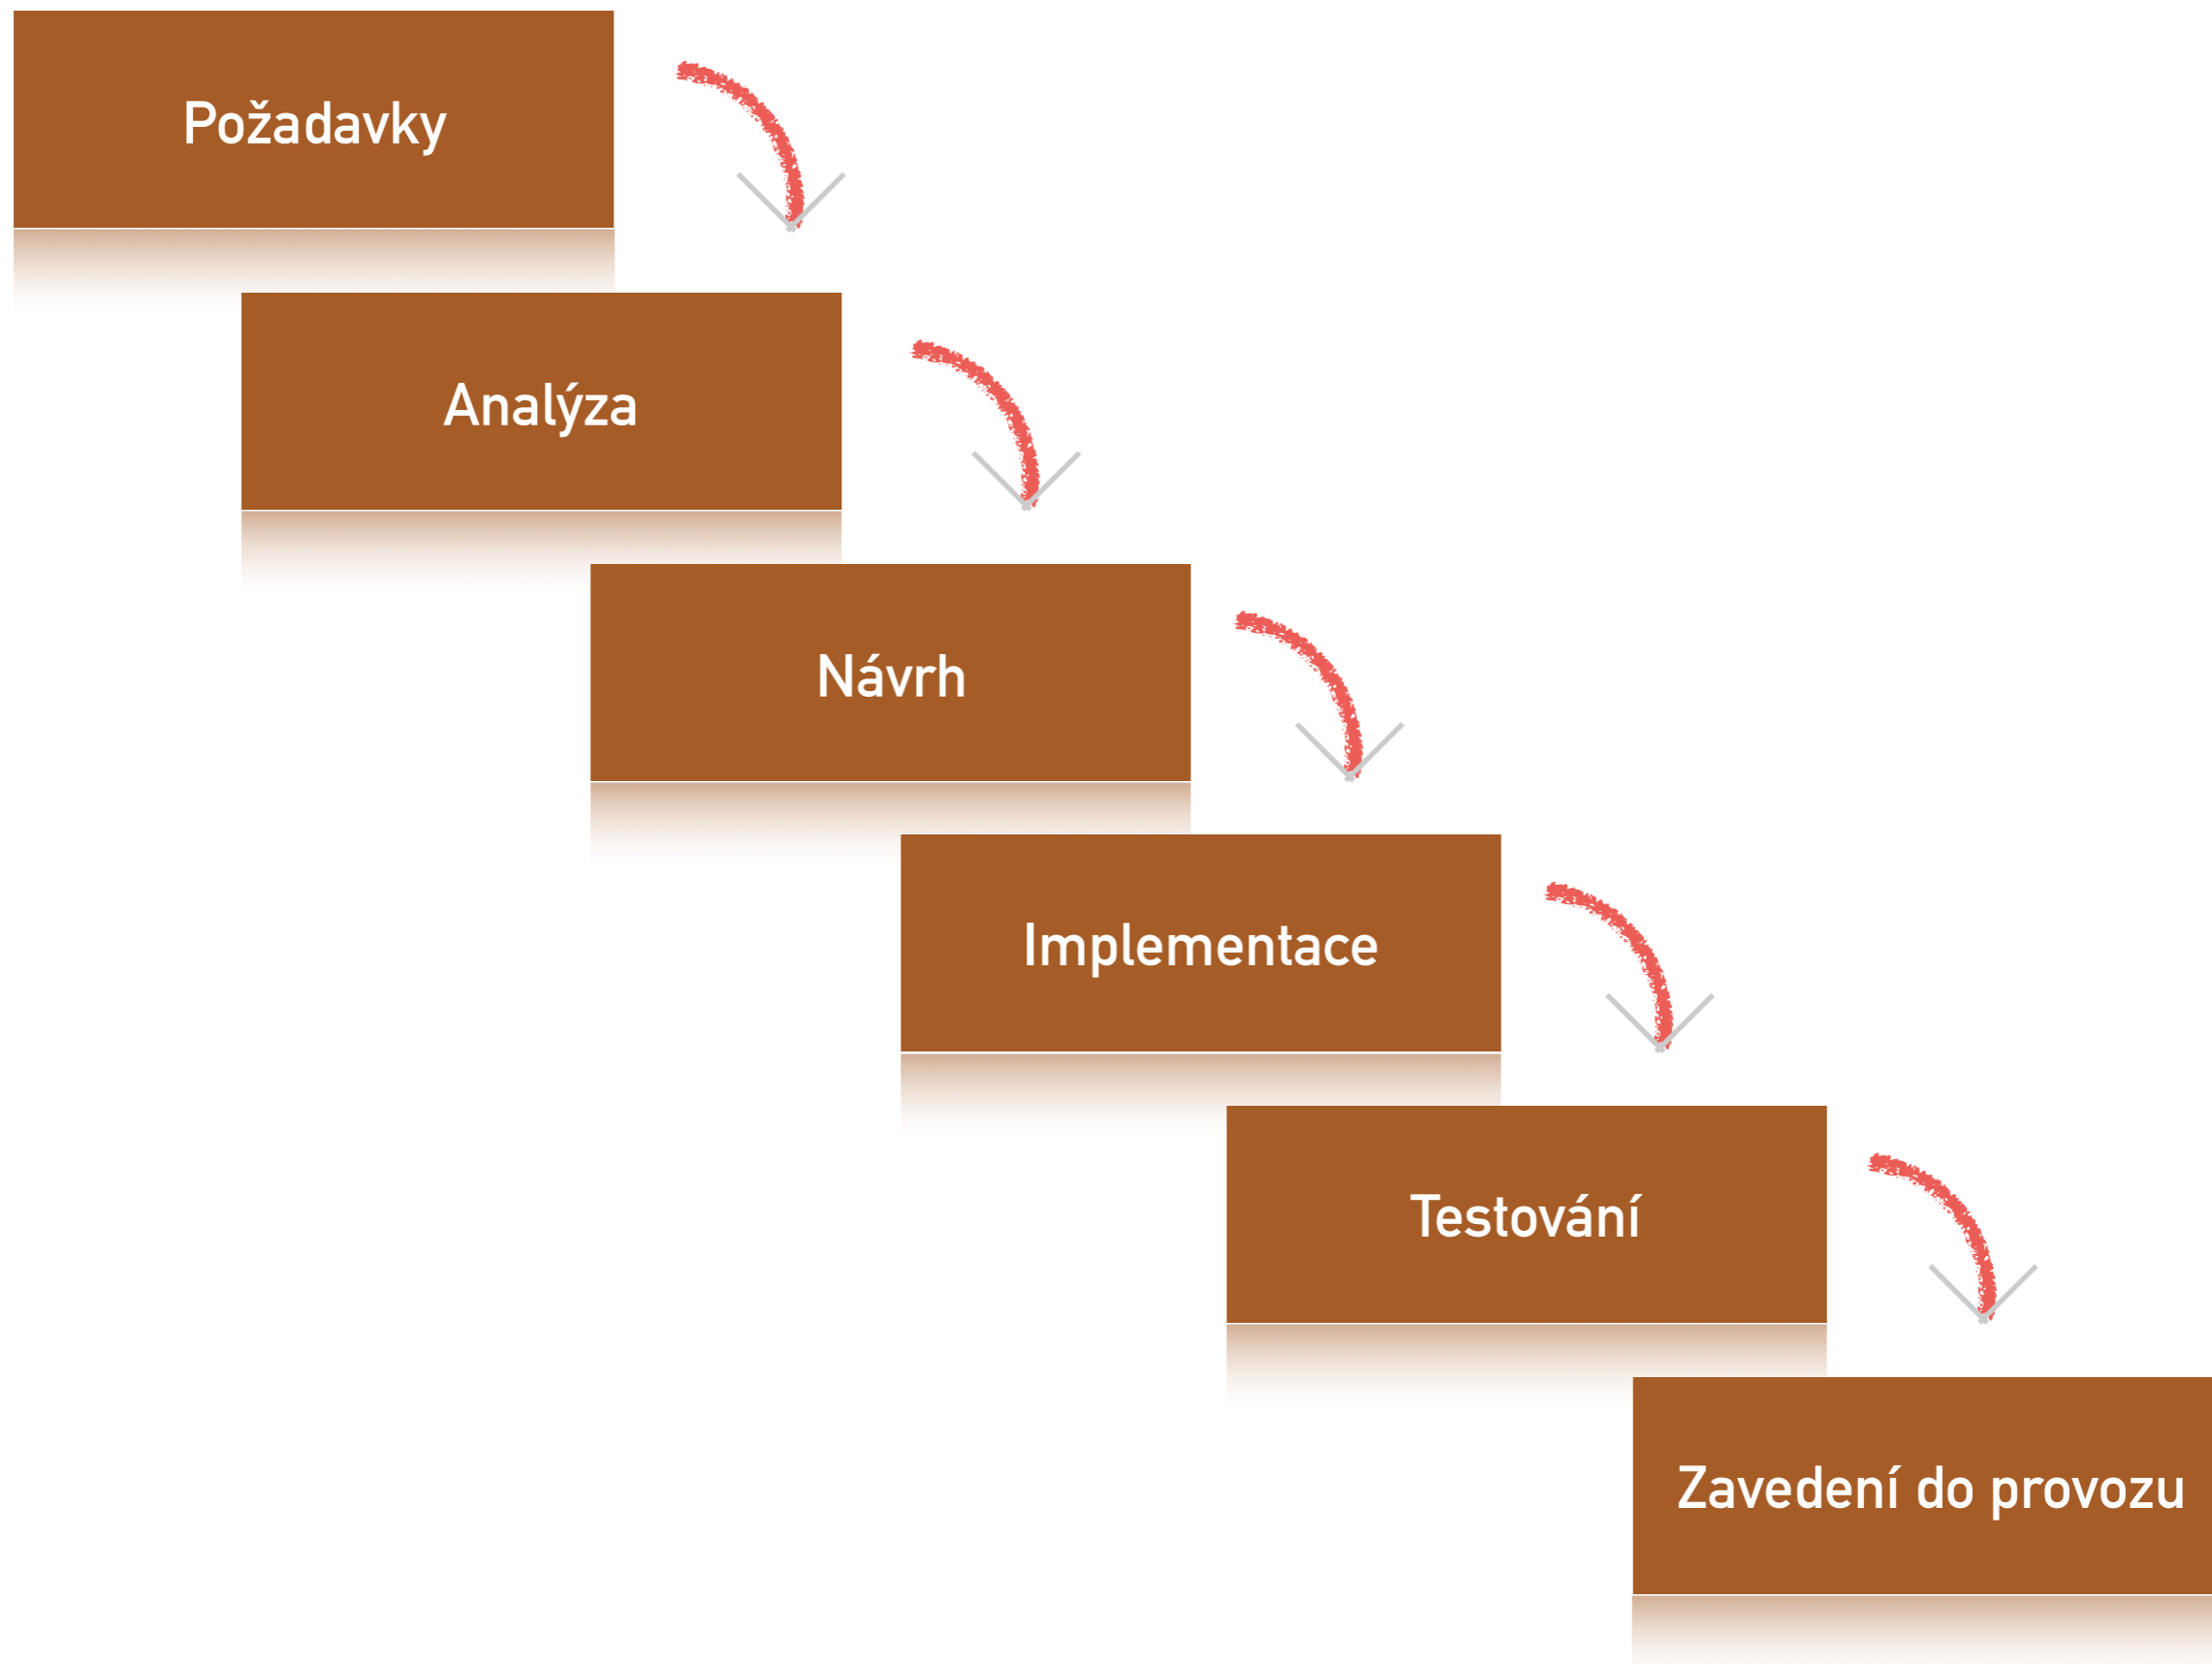 Požadavky
Analýza
Návrh
Implementace
Testování
Zavedení do provozu